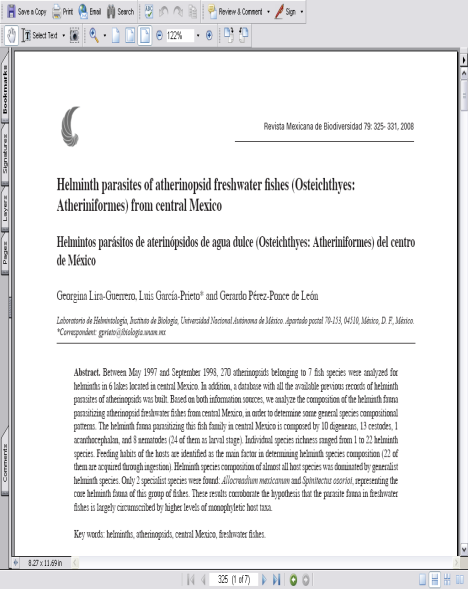 Save a Copy Print Email Search Review & Comment Sign
Select Text 122%
Bookmarks
Signatures
Layers
Pages
Comments
Revista Mexicana de Biodiversidad 79: 325- 331, 2008
Helminth parasites of atherinopsid freshwater fishes (Osteichthyes:
Atheriniformes) from central Mexico
Helmintos parásitos de aterinópsidos de agua dulce (Osteichthyes: Atheriniformes) del centro
de México
Georgina Lira-Guerrero, Luis García-Prieto* and Gerardo Pérez-Ponce de León
Laboratorio de Helmintología, Instituto de Biología, Universidad Nacional Autónoma de México. Apartado postal 70-153, 04510, México, D. F., México.
*Correspondent: gprieto@ibiologia.unam.mx
Abstract. Between May 1997 and September 1998, 270 atherinopsids belonging to 7 fish species were analyzed for
helminths in 6 lakes located in central Mexico. In addition, a database with all the available previous records of helminth
parasites of atherinopsids was built. Based on both information sources, we analyze the composition of the helminth fauna
parasitizing atherinopsid freshwater fishes from central Mexico, in order to determine some general species compositional
patterns. The helminth fauna parasitizing this fish family in central Mexico is composed by 10 digeneans, 13 cestodes, 1
acanthocephalan, and 8 nematodes (24 of them as larval stage). Individual species richness ranged from 1 to 22 helminth
species. Feeding habits of the hosts are identified as the main factor in determining helminth species composition (22 of
them are acquired through ingestion). Helminth species composition of almost all host species was dominated by generalist
helminth species. Only 2 specialist species were found: Allocreadium mexicanum and Spinitectus osorioi, representing the
core helminth fauna of this group of fishes. These results corroborate the hypothesis that the parasite fauna in freshwater
fishes is largely circumscribed by higher levels of monophyletic host taxa.
Key words: helminths, atherinopsids, central Mexico, freshwater fishes.
8.27 x 11.69 in
325 (1 of 7)